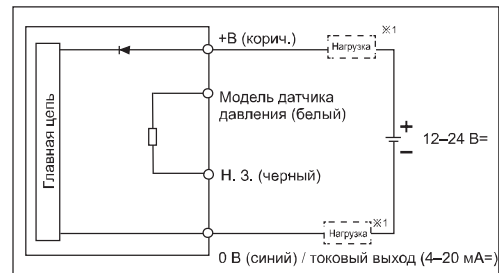 +В (корич.)
Нагрузка
※1
Главная цепь
Модель датчика
давления (белый)
12–24 В=
Н. З. (черный)
Нагрузка
※1
0 В (синий) / токовый выход (4–20 мА=)